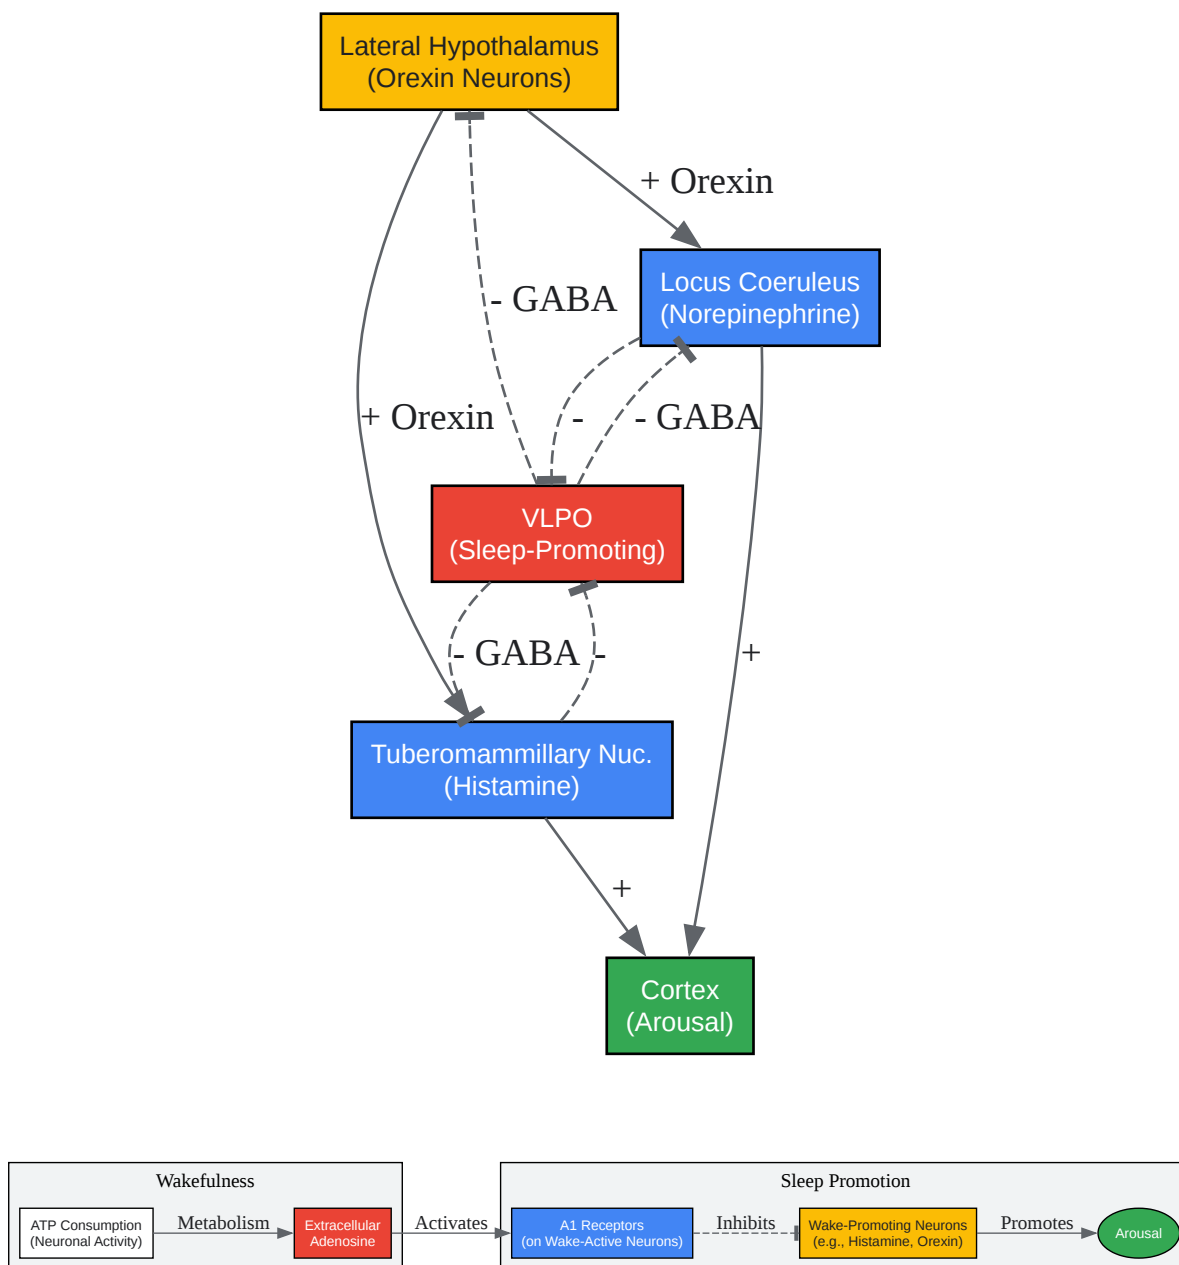 Lateral Hypothalamus
(Orexin Neurons)
+ Orexin
Locus Coeruleus
(Norepinephrine)
- GABA
+ Orexin
-
- GABA
VLPO
(Sleep-Promoting)
- GABA
-
+
Tuberomammillary Nuc.
(Histamine)
+
Cortex
(Arousal)
Wakefulness
ATP Consumption
(Neuronal Activity)
Metabolism
Extracellular
Adenosine
Activates
Sleep Promotion
A1 Receptors
(on Wake-Active Neurons)
Inhibits
Wake-Promoting Neurons
(e.g., Histamine, Orexin)
Promotes
Arousal